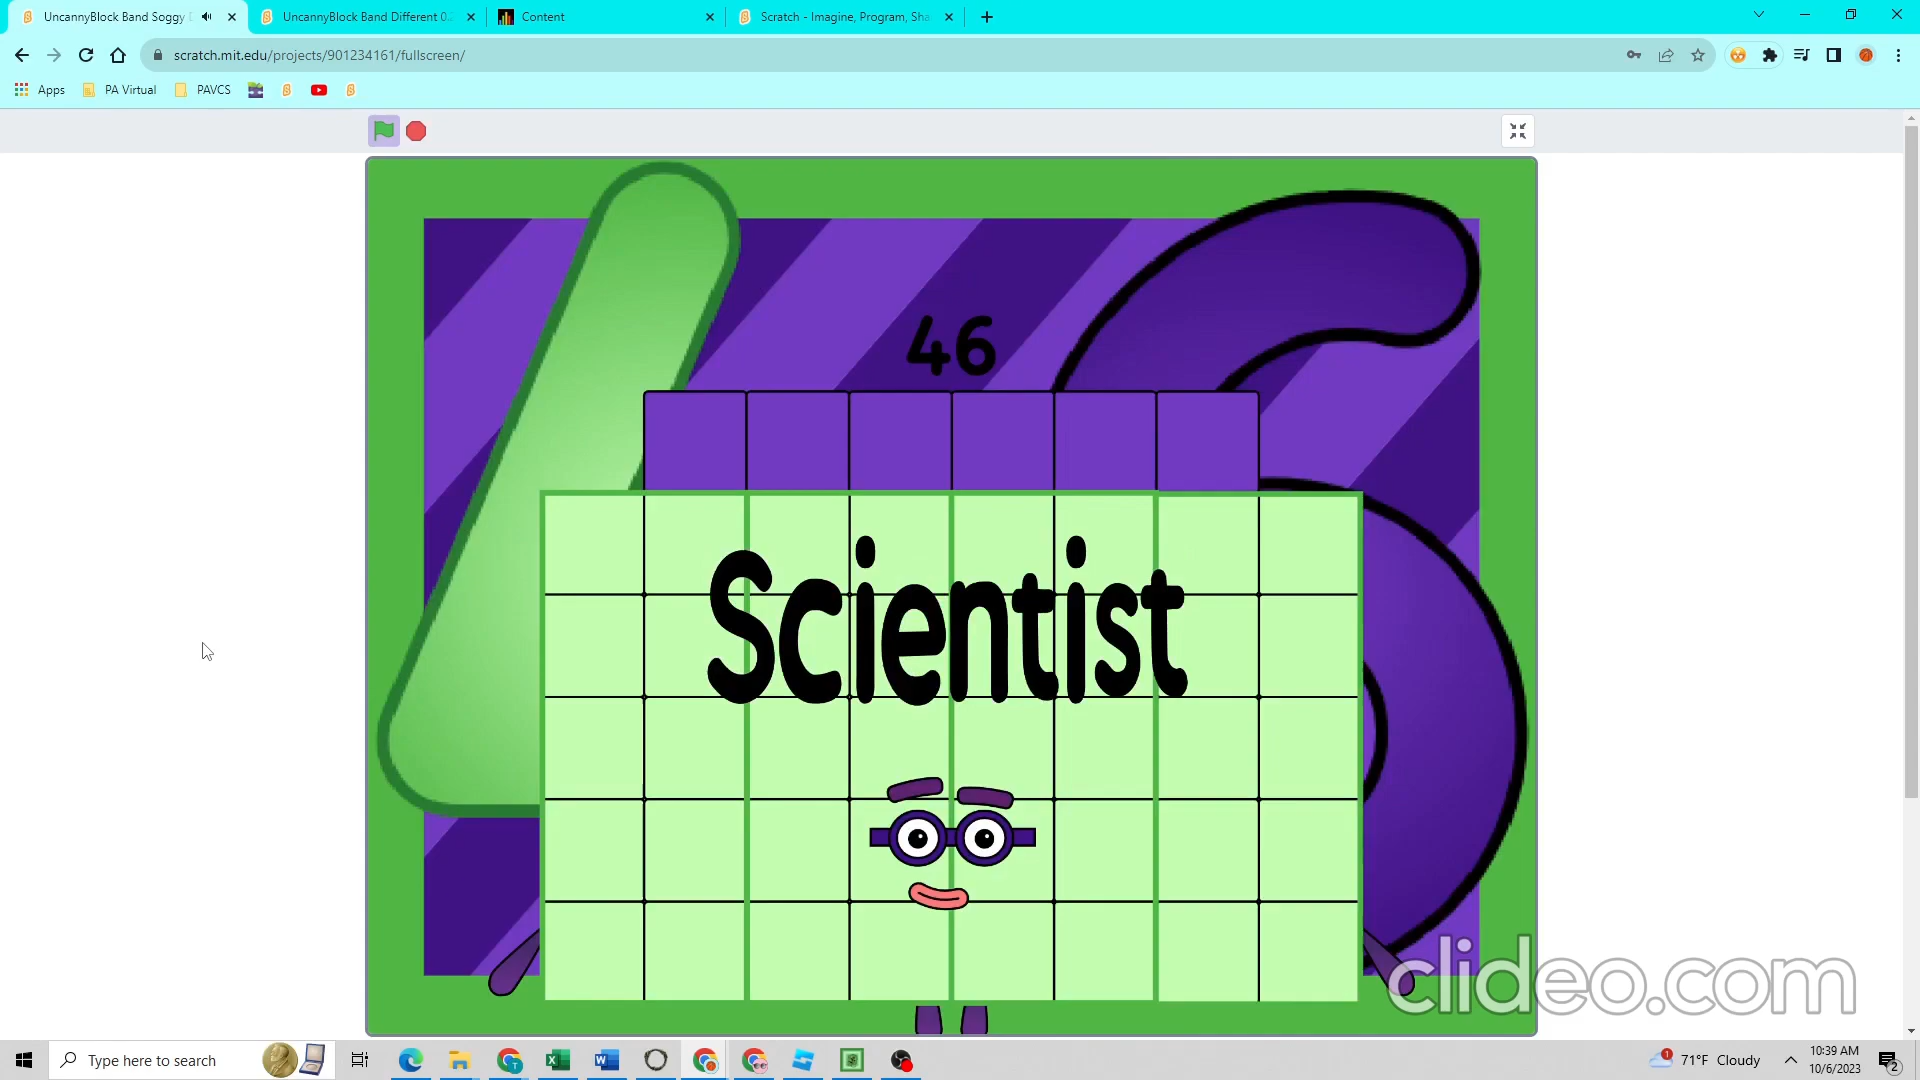 UncannyBlock Band Soggy
UncannyBlock Band Different 0.
Content
Scratch - Imagine, Program, Sha
scratch.mit.edu/projects/901234161/fullscreen/
Apps
PA Virtual
PAVCS
46
Scientist
clideo.com
Type here to search
1
71°F Cloudy
10:39 AM
10/6/2023
2